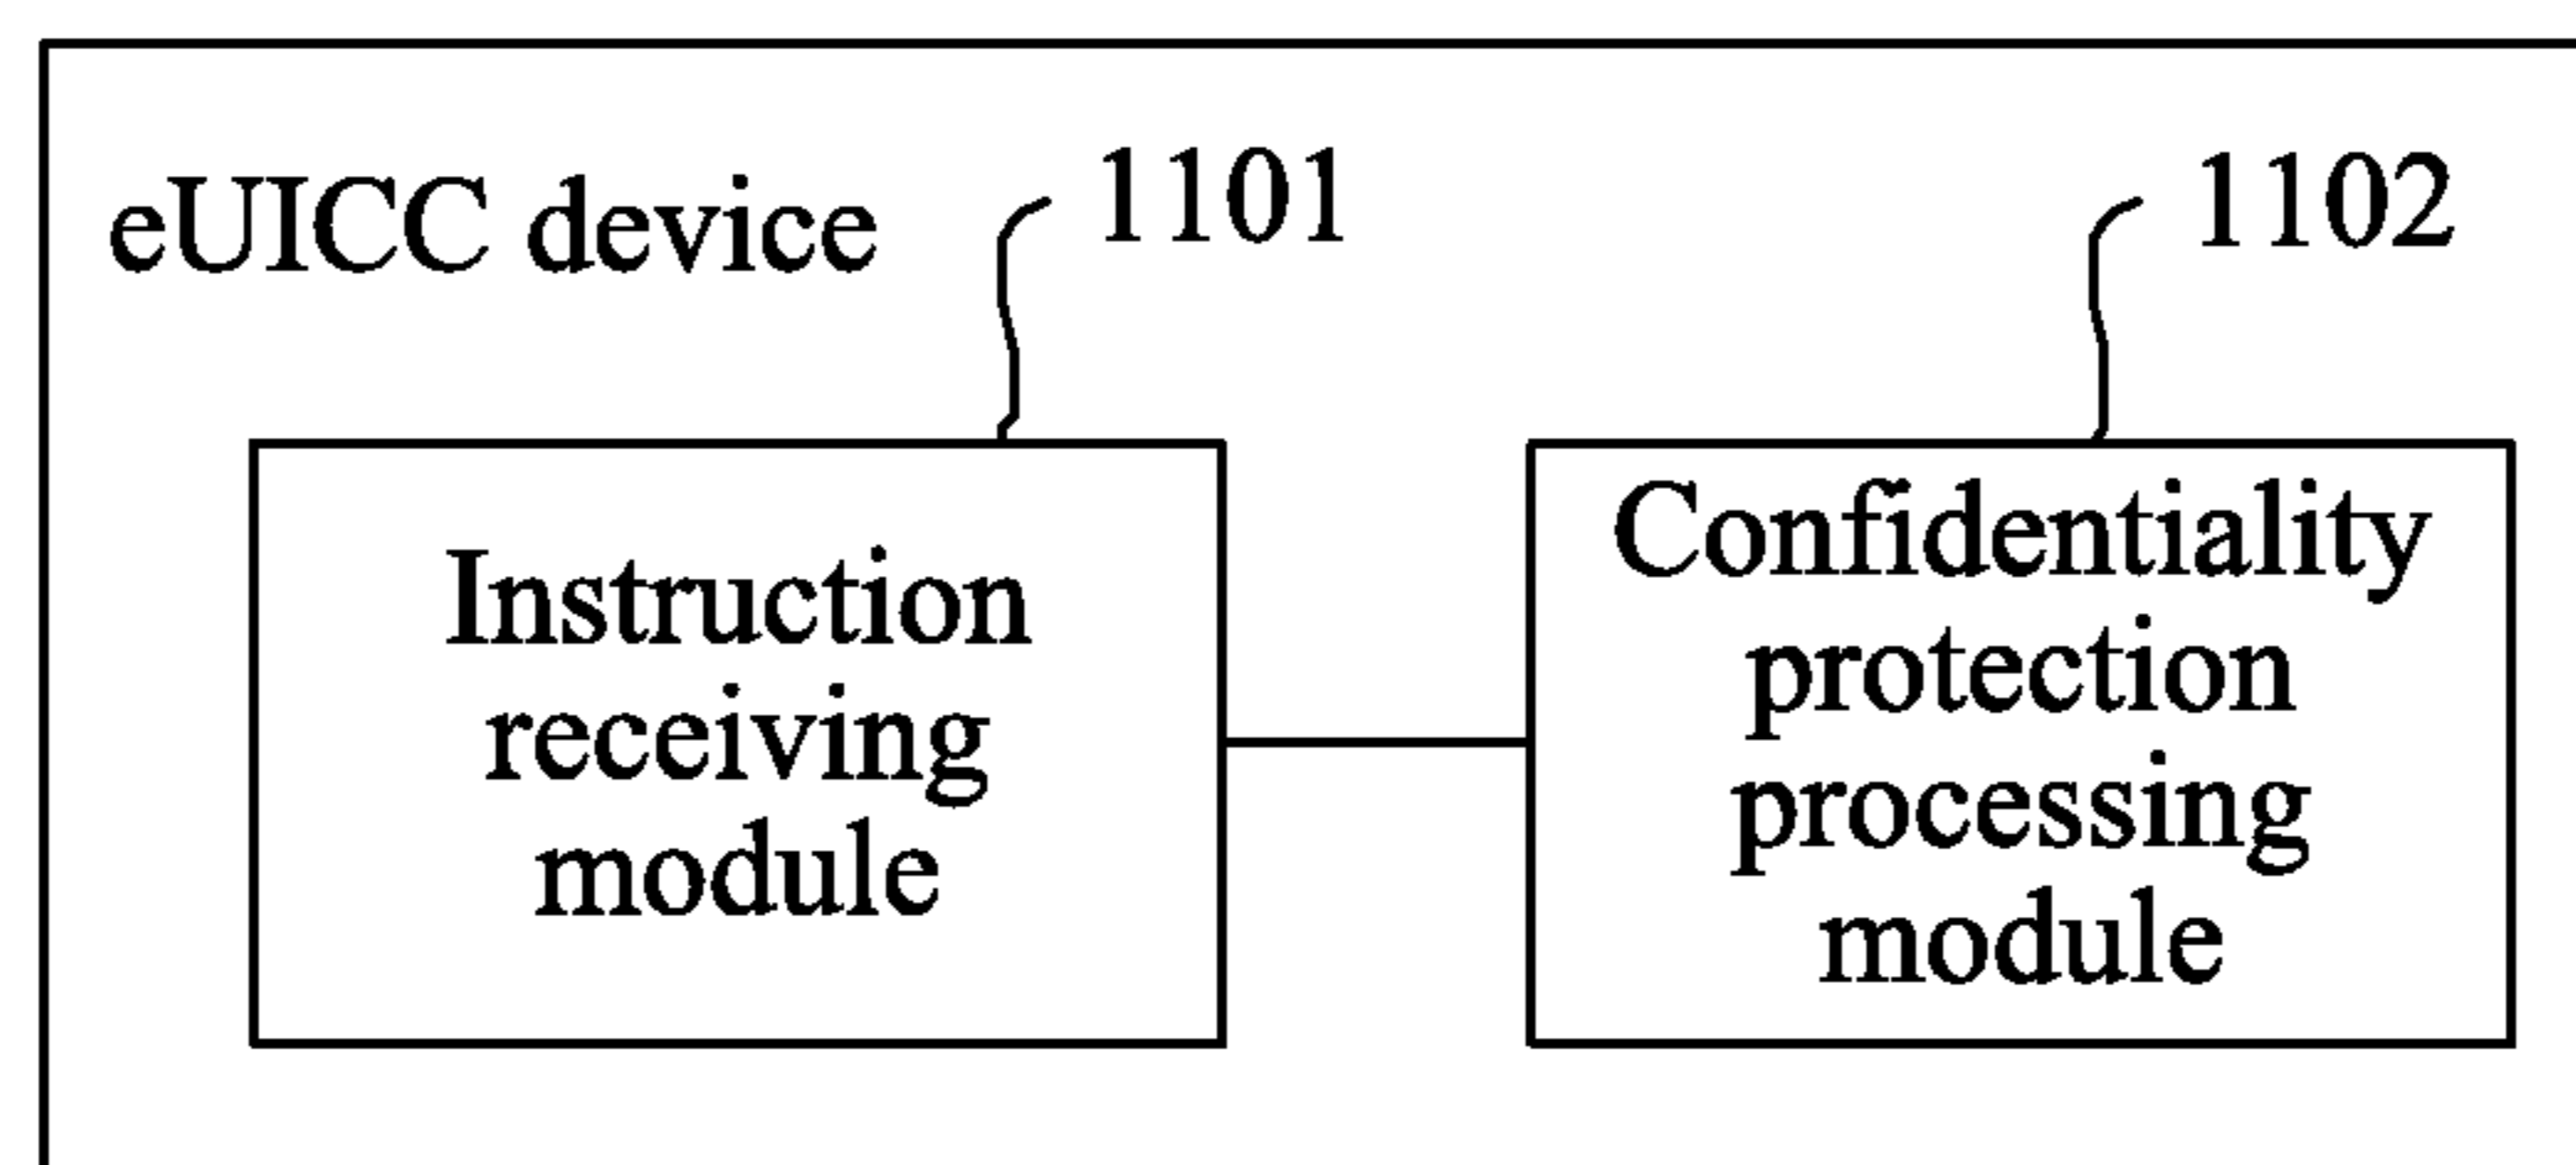 eUICC device
1101
1102
Instruction
receiving
module
Confidentiality
protection
processing
module